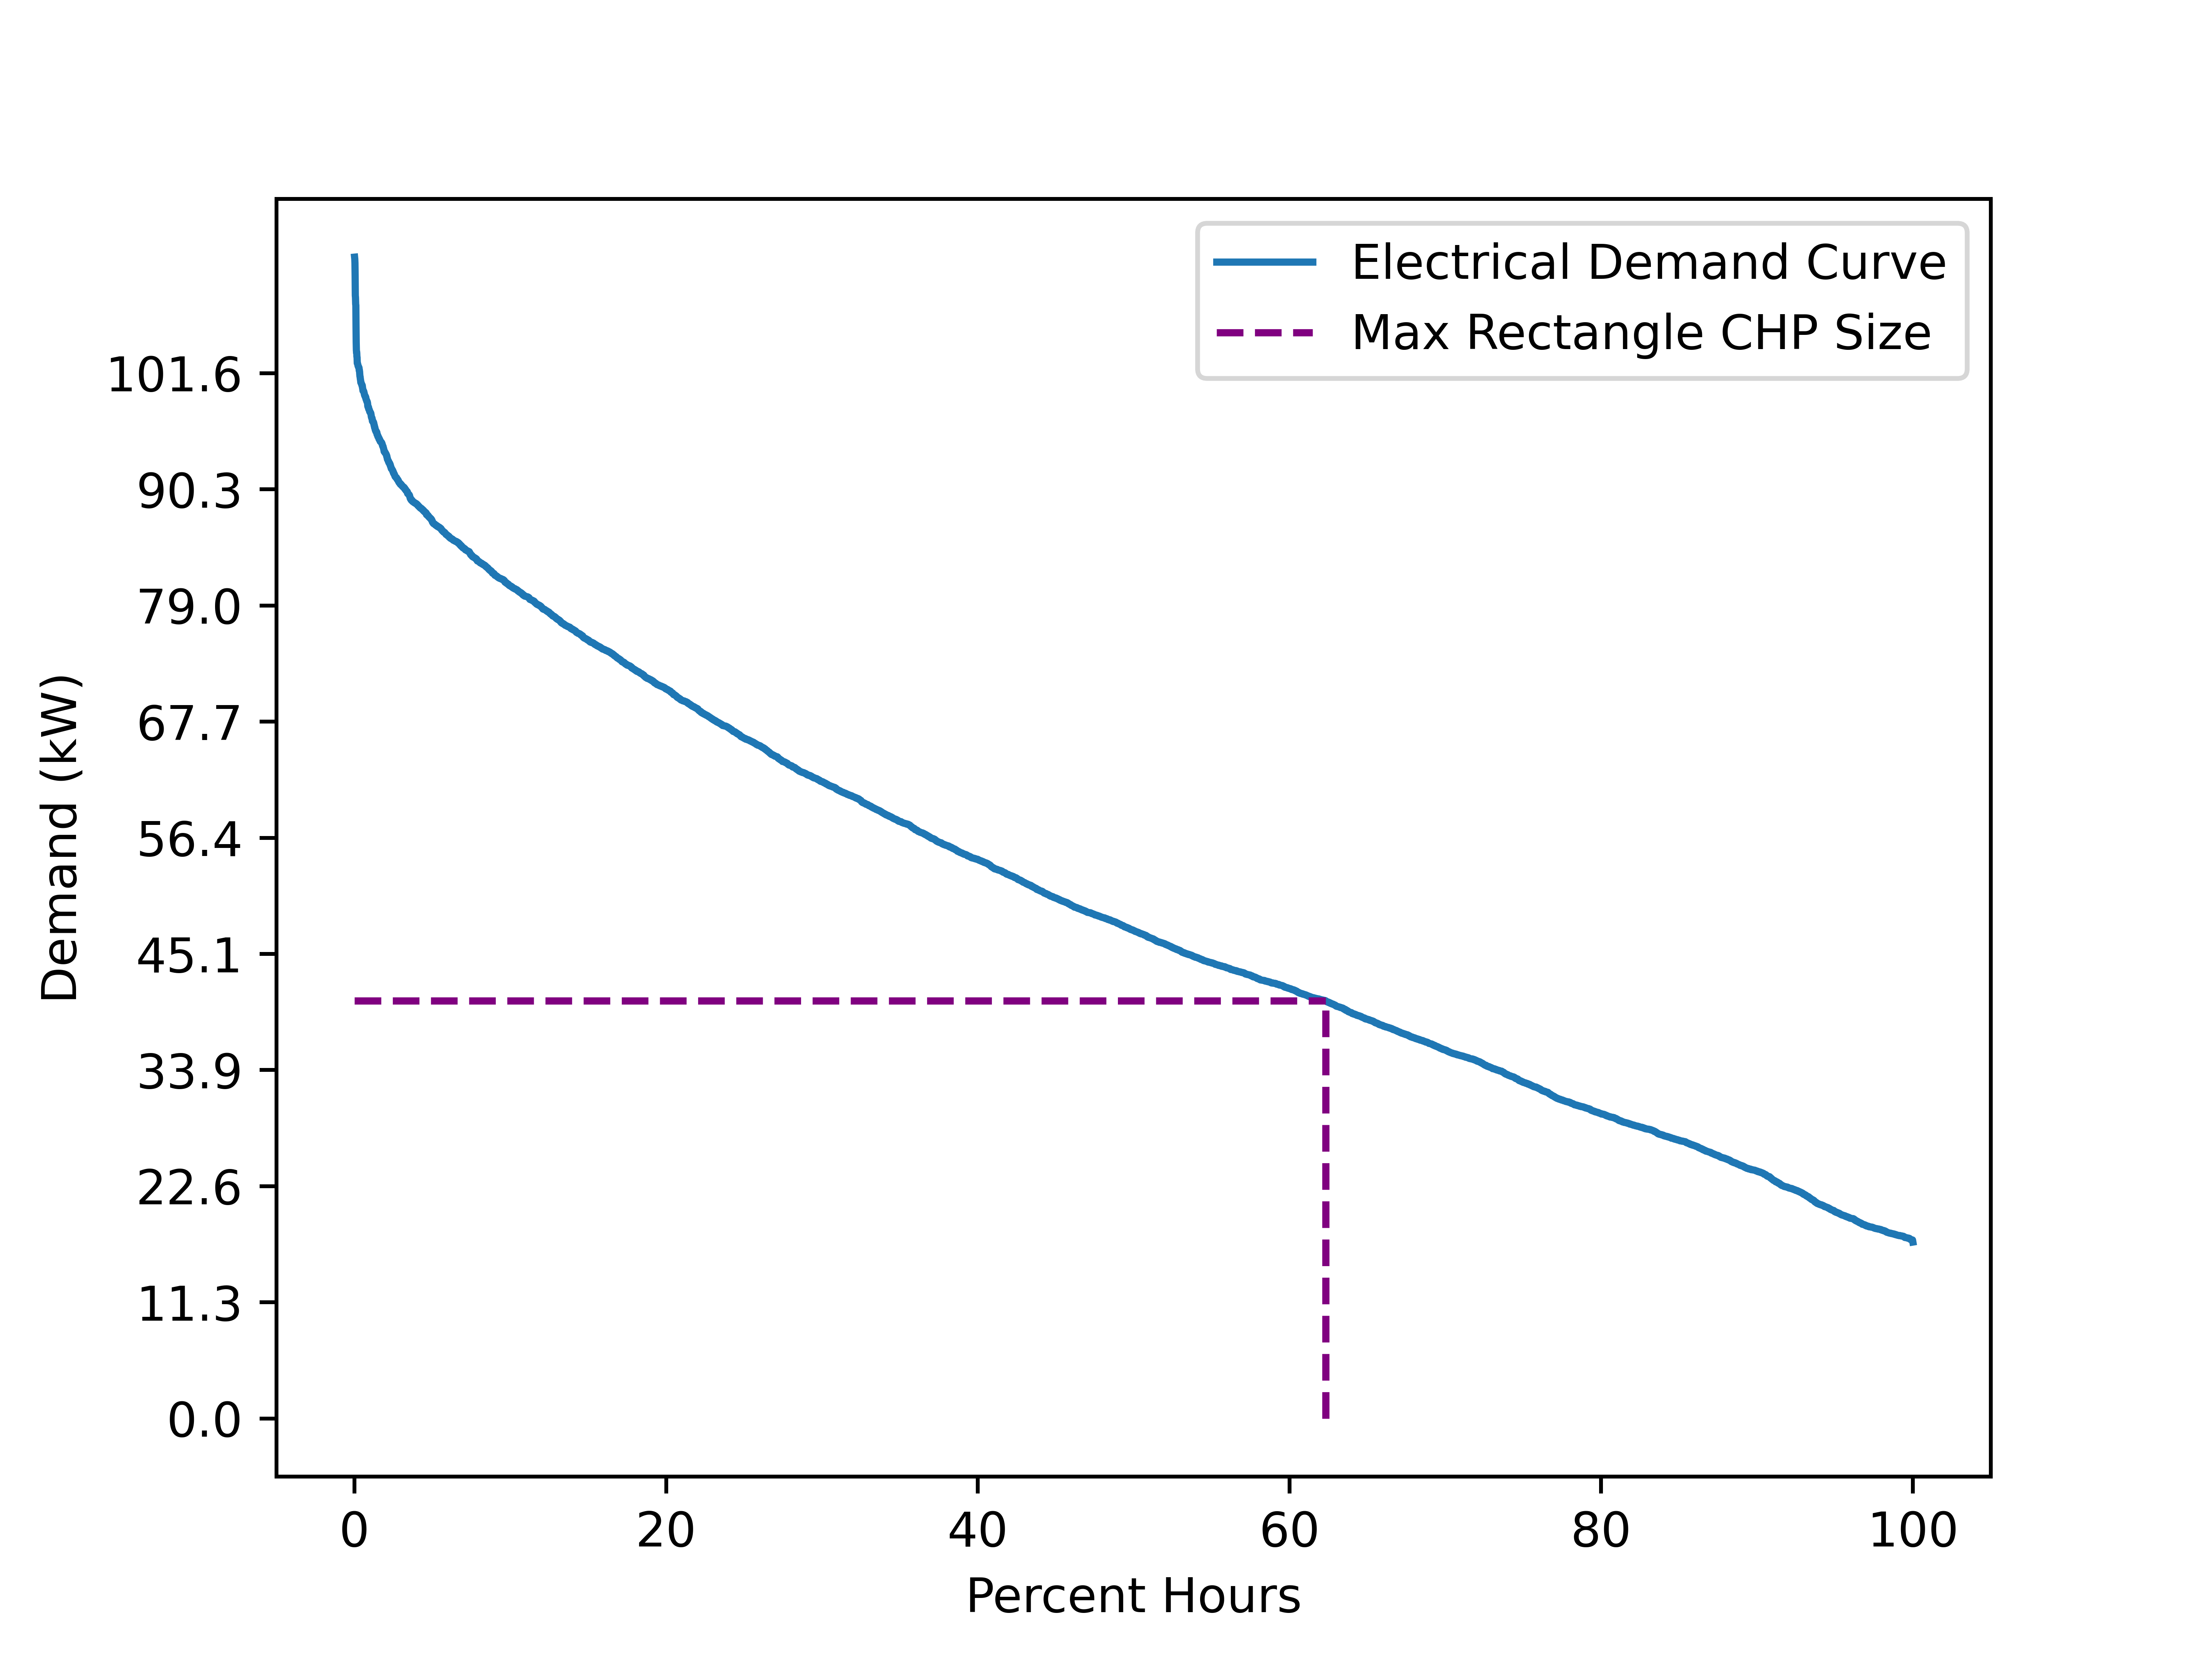 Electrical Demand Curve
Max Rectangle CHP Size
101.6
90.3
79.0
67.7
56.4
45.1
33.9
22.6
11.3
0.0
Demand (kW)
0 20 40 60 80 100
Percent Hours